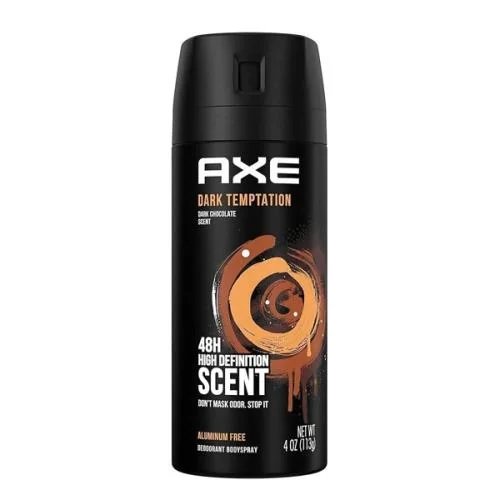 AXE
DARK TEMPTATION
DARK CHOCOLATE
SCENT
48H
HIGH DEFINITION
SCENT
DON'T MASK ODOR. STOP IT
ALUMINUM FREE
DEODORANT BODYSPRAY
NET WT
4 OZ (113g)